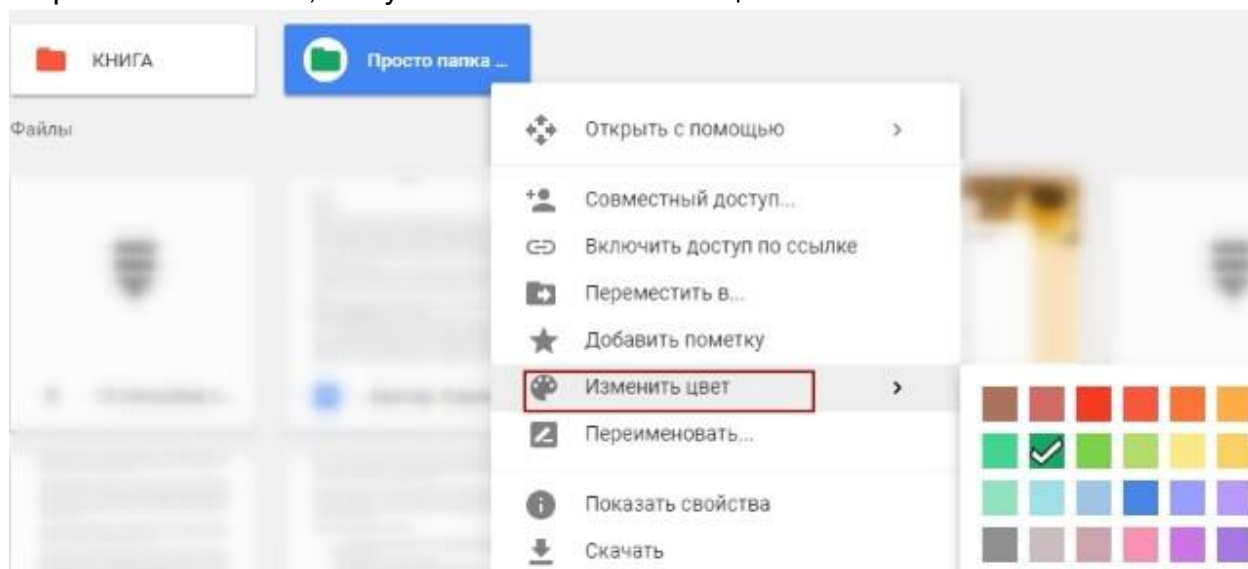 КНИГА
Просто папка ...
Файлы
Открыть с помощью
Совместный доступ...
Включить доступ по ссылке
Переместить в...
Добавить пометку
Изменить цвет
Переименовать...
Показать свойства
Скачать